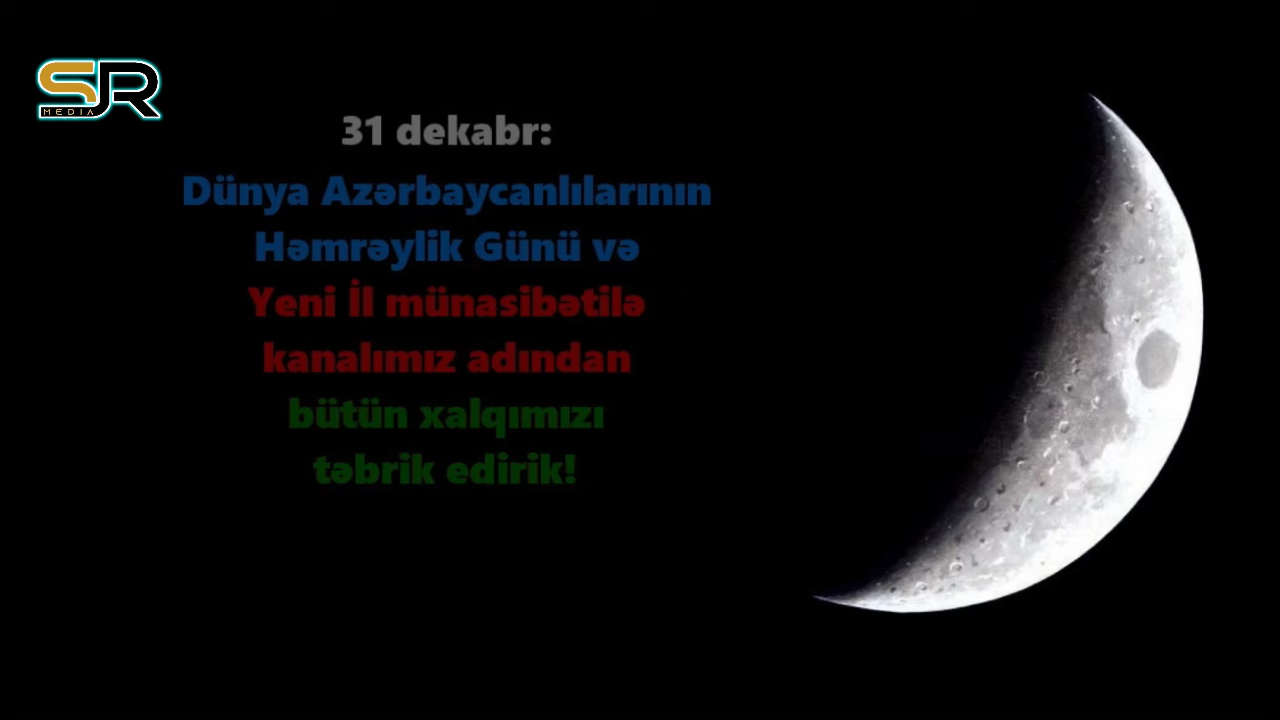 SR
MEDIA
31 dekabr:
Dünya Azərbaycanlılarının
Həmrəylik Günü və
Yeni İl münasibətilə
kanalımız adından
bütün xalqımızı
təbrik edirik!